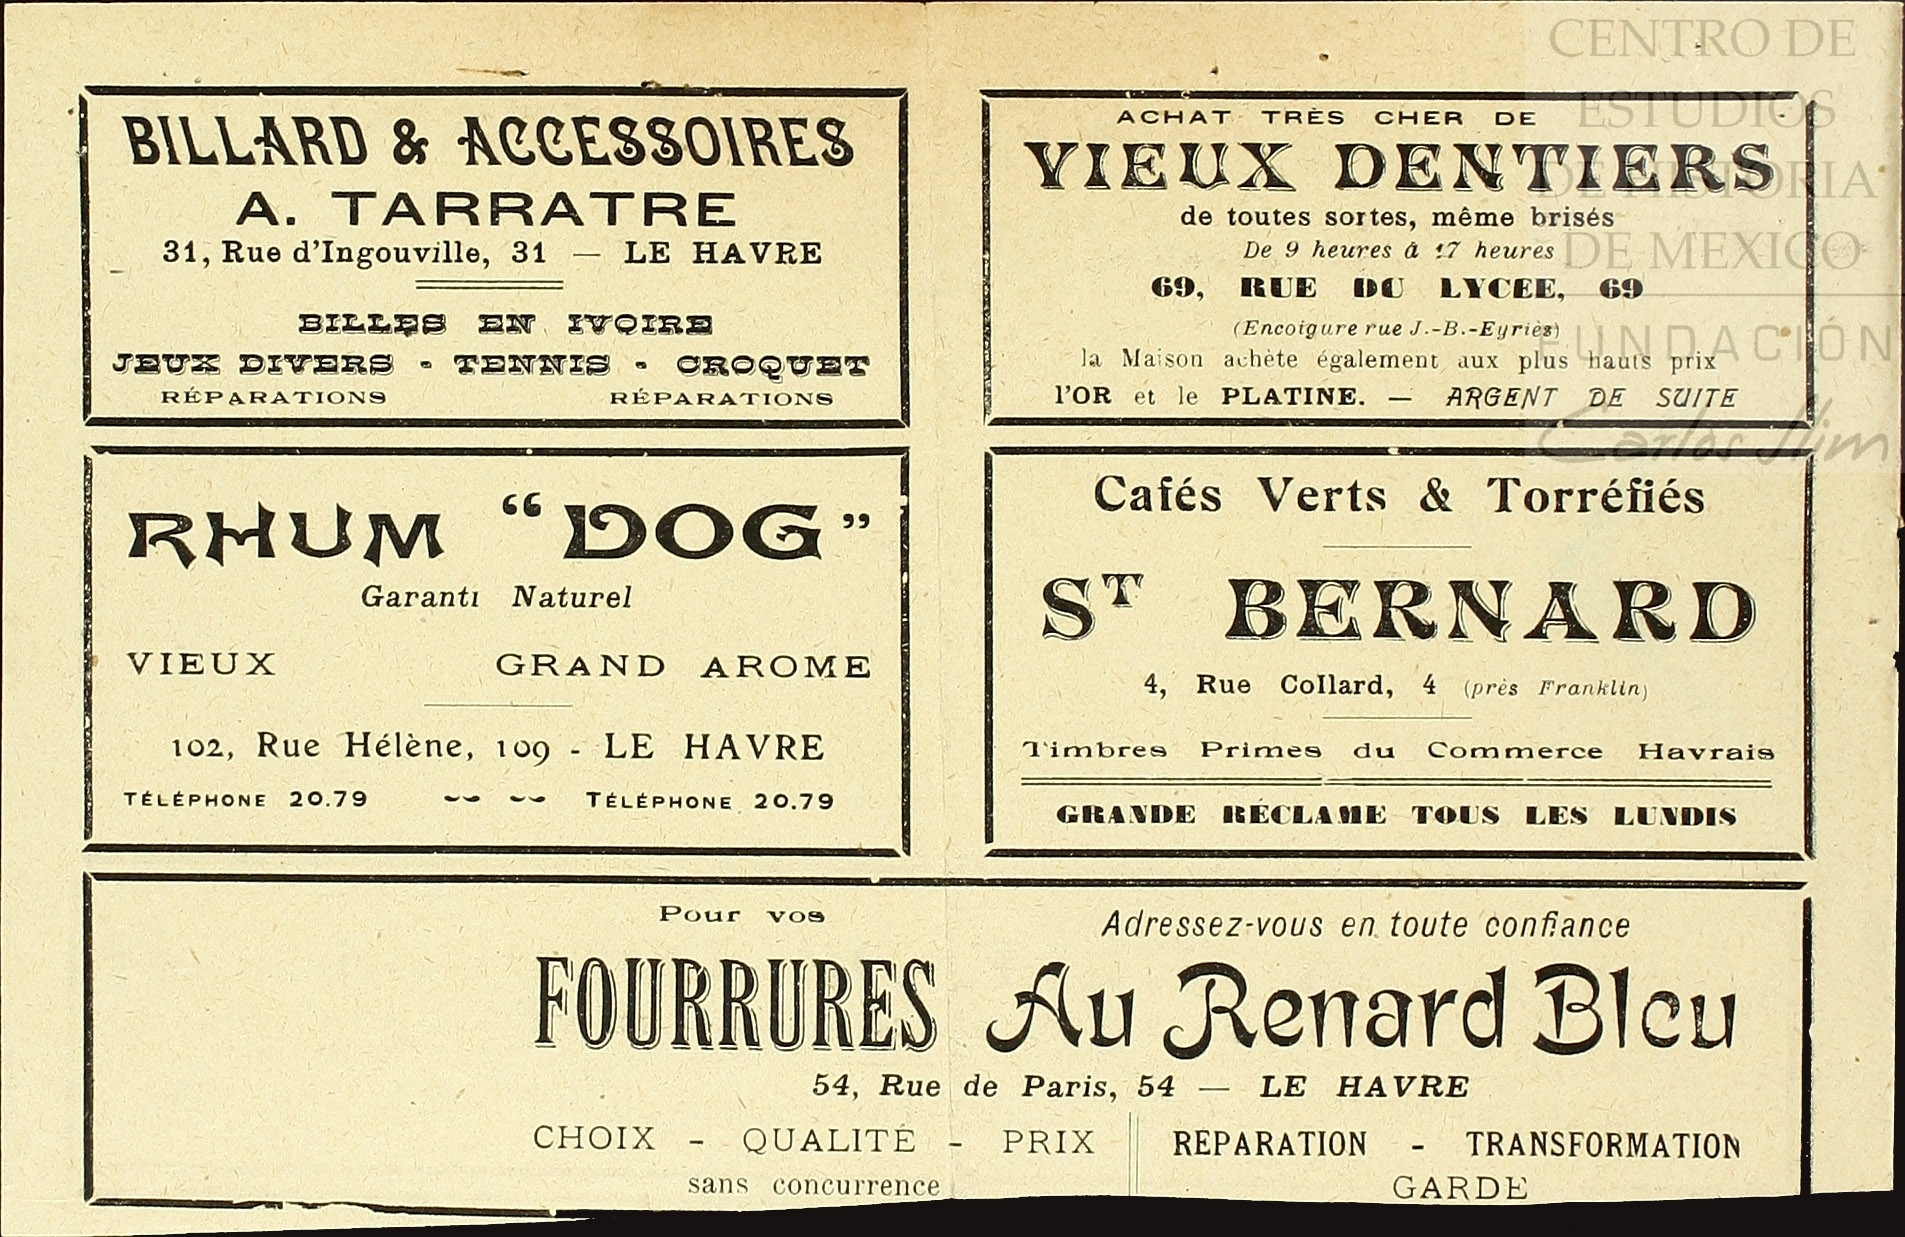 BILLARD & ACCESSOIRES
A. TARRATRE
31, Rue d'Ingouville, 31 — LE HAVRE
BILLES EN IVOIRE
JEUX DIVERS - TENNIS - CROQUET
RÉPARATIONS RÉPARATIONS
ACHAT TRÈS CHER DE
VIEUX DENTIERS
de toutes sortes, même brisés
De 9 heures à 17 heures
69, RUE DU LYCEE, 69
(Encoigure rue J.-B.-Eyriès)
la Maison achète également aux plus hauts prix
l'OR et le PLATINE. — ARGENT DE SUITE
RHUM “DOG”
Garanti Naturel
VIEUX GRAND AROME
102, Rue Hélène, 109 - LE HAVRE
TÉLÉPHONE 20.79 TÉLÉPHONE 20.79
Cafés Verts & Torréfiés
ST BERNARD
4, Rue Collard, 4 (près Franklin)
Timbres Primes du Commerce Havrais
GRANDE RÉCLAME TOUS LES LUNDIS
Pour vos
FOURRURES
Adressez-vous en toute confiance
Au Renard Bleu
54, Rue de Paris, 54 — LE HAVRE
CHOIX - QUALITÉ - PRIX
sans concurrence
REPARATION - TRANSFORMATION
GARDE
CENTRO DE
ESTUDIOS
DE HISTORIA
DE MEXICO
FUNDACIÓN
Carlos Slim